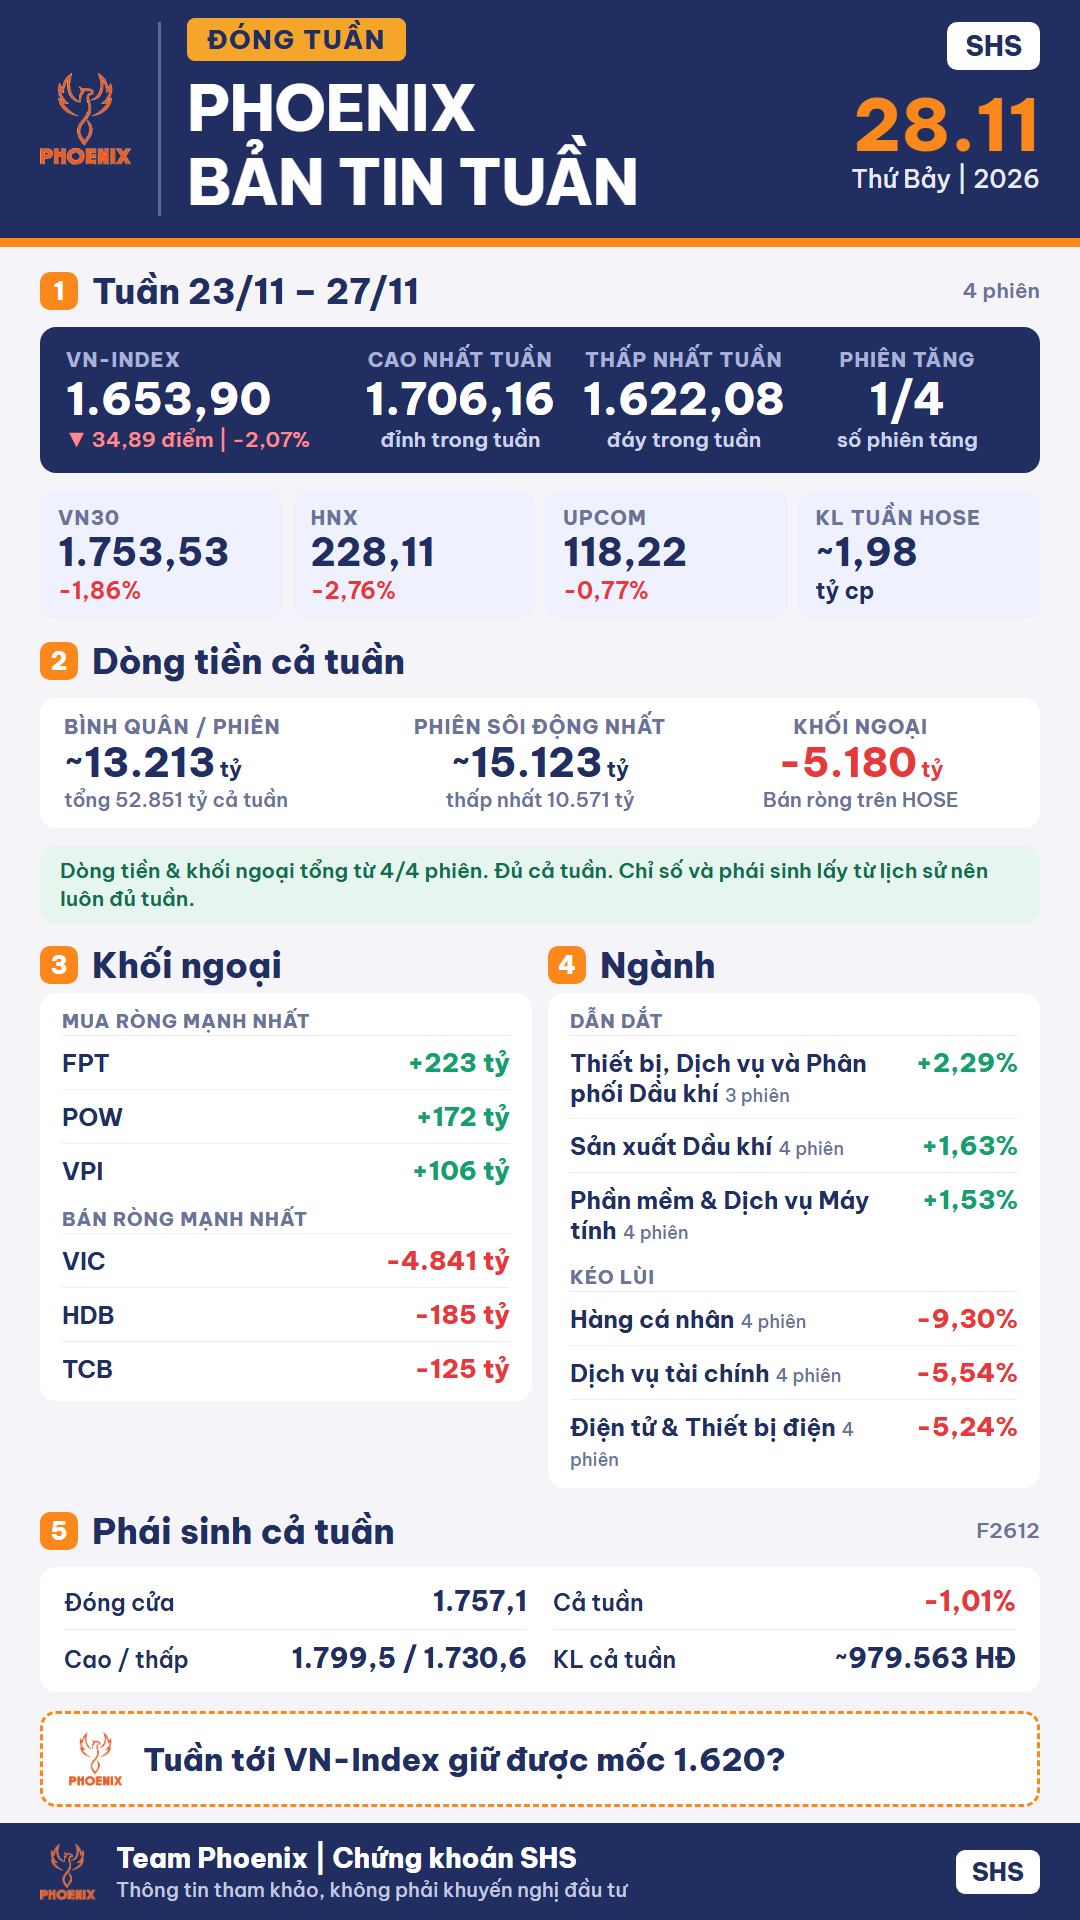 PHOENIX
ĐÓNG TUẦN
PHOENIX
BẢN TIN TUẦN
SHS
28.11
Thứ Bảy | 2026
1 Tuần 23/11 – 27/11
4 phiên
VN-INDEX
1.653,90
▼ 34,89 điểm | -2,07%
CAO NHẤT TUẦN
1.706,16
đỉnh trong tuần
THẤP NHẤT TUẦN
1.622,08
đáy trong tuần
PHIÊN TĂNG
1/4
số phiên tăng
VN30
1.753,53
-1,86%
HNX
228,11
-2,76%
UPCOM
118,22
-0,77%
KL TUẦN HOSE
~1,98
tỷ cp
2 Dòng tiền cả tuần
BÌNH QUÂN / PHIÊN
~13.213 tỷ
tổng 52.851 tỷ cả tuần
PHIÊN SÔI ĐỘNG NHẤT
~15.123 tỷ
thấp nhất 10.571 tỷ
KHỐI NGOẠI
-5.180 tỷ
Bán ròng trên HOSE
Dòng tiền & khối ngoại tổng từ 4/4 phiên. Đủ cả tuần. Chỉ số và phái sinh lấy từ lịch sử nên
luôn đủ tuần.
3 Khối ngoại
MUA RÒNG MẠNH NHẤT
FPT +223 tỷ
POW +172 tỷ
VPI +106 tỷ
BÁN RÒNG MẠNH NHẤT
VIC -4.841 tỷ
HDB -185 tỷ
TCB -125 tỷ
4 Ngành
DẪN DẮT
Thiết bị, Dịch vụ và Phân +2,29%
phối Dầu khí 3 phiên
Sản xuất Dầu khí 4 phiên +1,63%
Phần mềm & Dịch vụ Máy +1,53%
tính 4 phiên
KÉO LÙI
Hàng cá nhân 4 phiên -9,30%
Dịch vụ tài chính 4 phiên -5,54%
Điện tử & Thiết bị điện 4 -5,24%
phiên
5 Phái sinh cả tuần
F2612
Đóng cửa 1.757,1
Cả tuần -1,01%
Cao / thấp 1.799,5 / 1.730,6
KL cả tuần ~979.563 HĐ
PHOENIX
Tuần tới VN-Index giữ được mốc 1.620?
PHOENIX
Team Phoenix | Chứng khoán SHS
Thông tin tham khảo, không phải khuyến nghị đầu tư
SHS